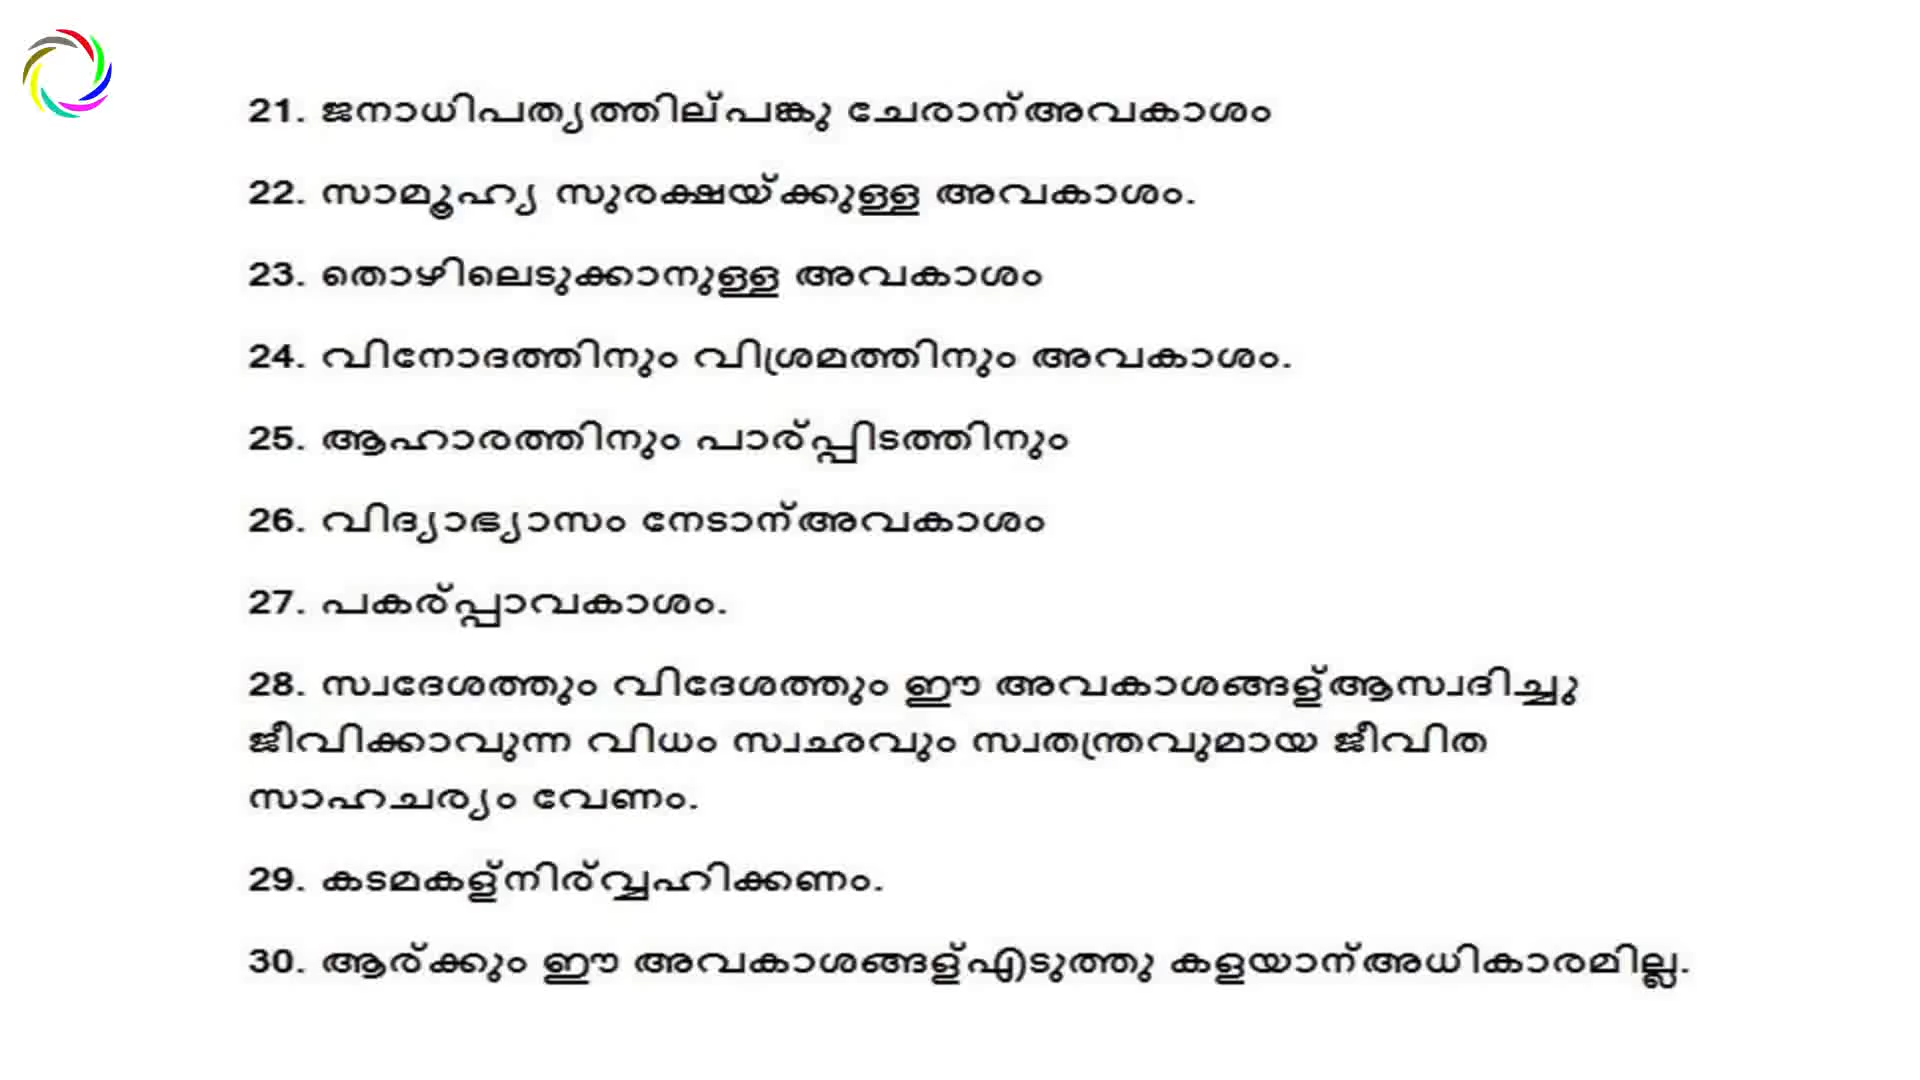 21. ജനാധിപത്യത്തില്പങ്കു ചേരാന്അവകാശം
22. സാമൂഹ്യ സുരക്ഷയ്ക്കുള്ള അവകാശം.
23. തൊഴിലെടുക്കാനുള്ള അവകാശം
24. വിനോദത്തിനും വിശ്രമത്തിനും അവകാശം.
25. ആഹാരത്തിനും പാര്പ്പിടത്തിനും
26. വിദ്യാഭ്യാസം നേടാന്അവകാശം
27. പകര്പ്പാവകാശം.
28. സ്വദേശത്തും വിദേശത്തും ഈ അവകാശങ്ങള്ആസ്വദിച്ചു
ജീവിക്കാവുന്ന വിധം സ്വഛവും സ്വതന്ത്രവുമായ ജീവിത
സാഹചര്യം വേണം.
29. കടമകള്നിര്വ്വഹിക്കണം.
30. ആര്ക്കും ഈ അവകാശങ്ങള്എടുത്തു കളയാന്അധികാരമില്ല.